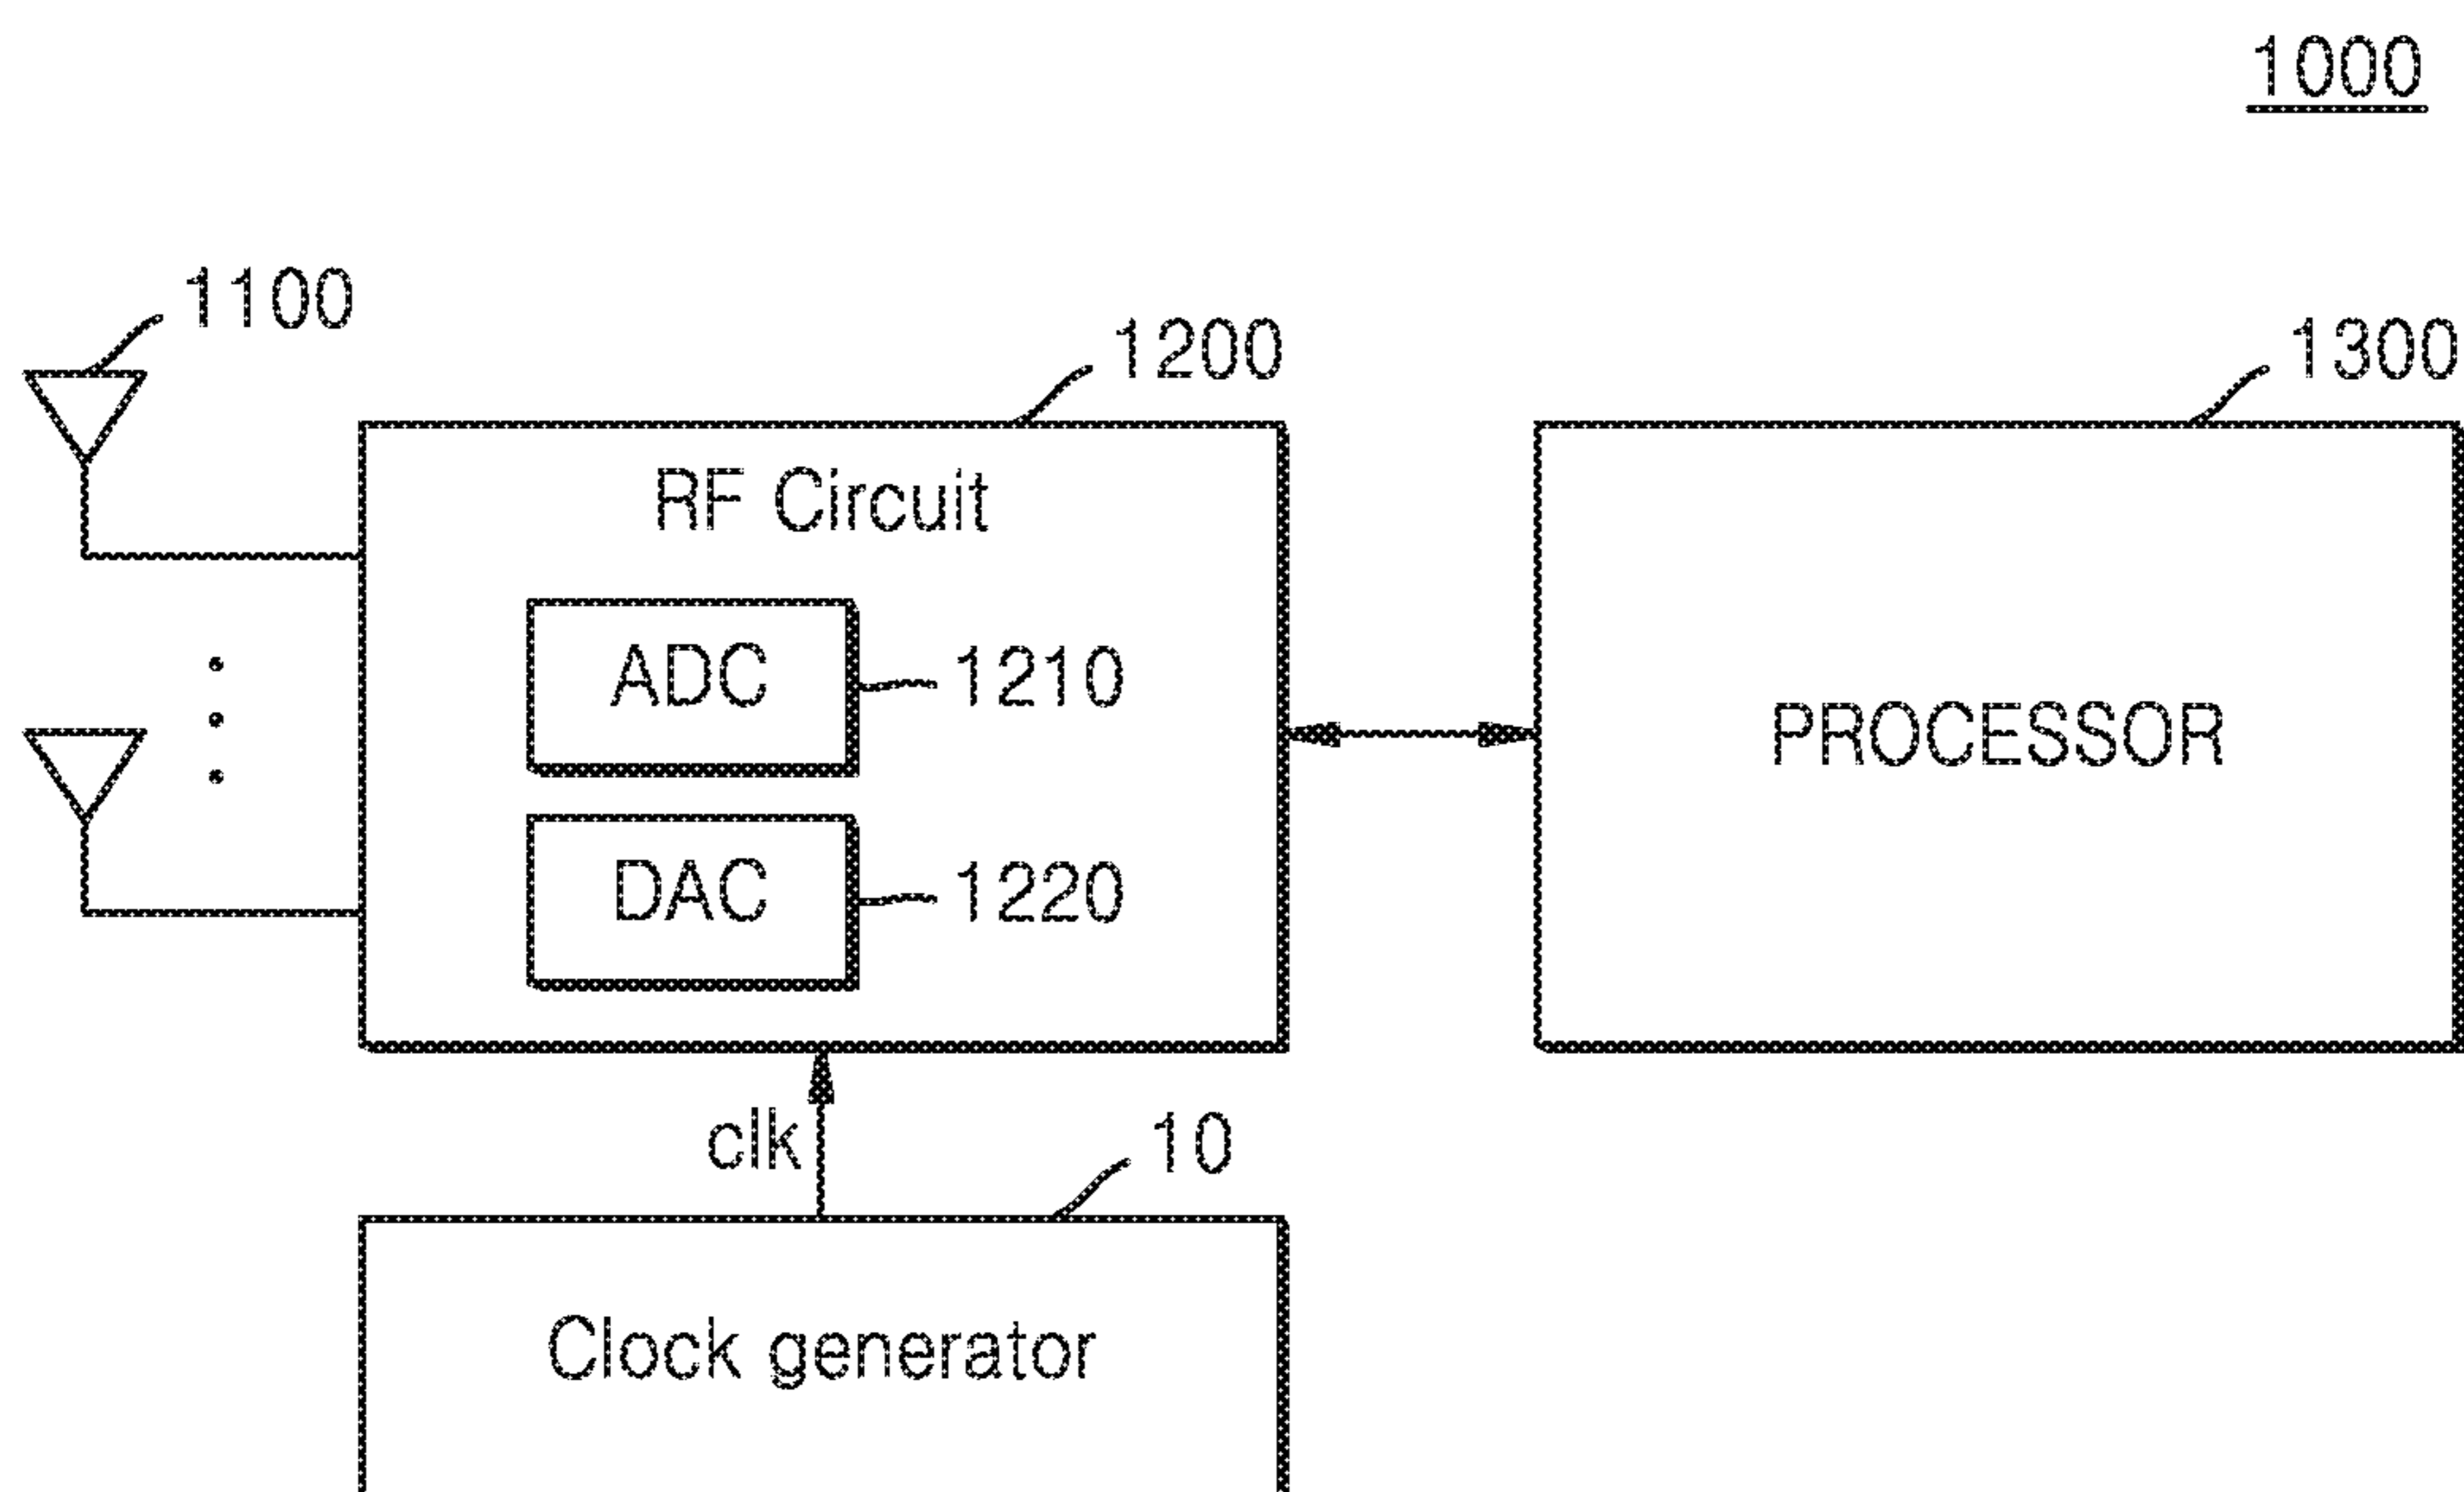 1000
1100
1200
1300
RF Circuit
ADC
1210
PROCESSOR
DAC
1220
clk
10
Clock generator